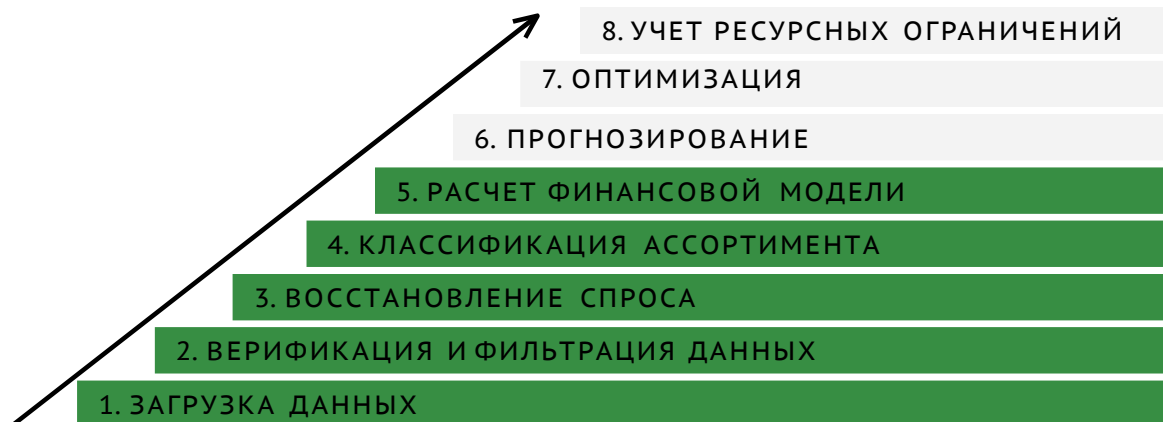 8. УЧЕТ РЕСУРСНЫХ ОГРАНИЧЕНИЙ
7. ОПТИМИЗАЦИЯ
6. ПРОГНОЗИРОВАНИЕ
5. РАСЧЕТ ФИНАНСОВОЙ МОДЕЛИ
4. КЛАССИФИКАЦИЯ АССОРТИМЕНТА
3. ВОССТАНОВЛЕНИЕ СПРОСА
2. ВЕРИФИКАЦИЯ И ФИЛЬТРАЦИЯ ДАННЫХ
1. ЗАГРУЗКА ДАННЫХ